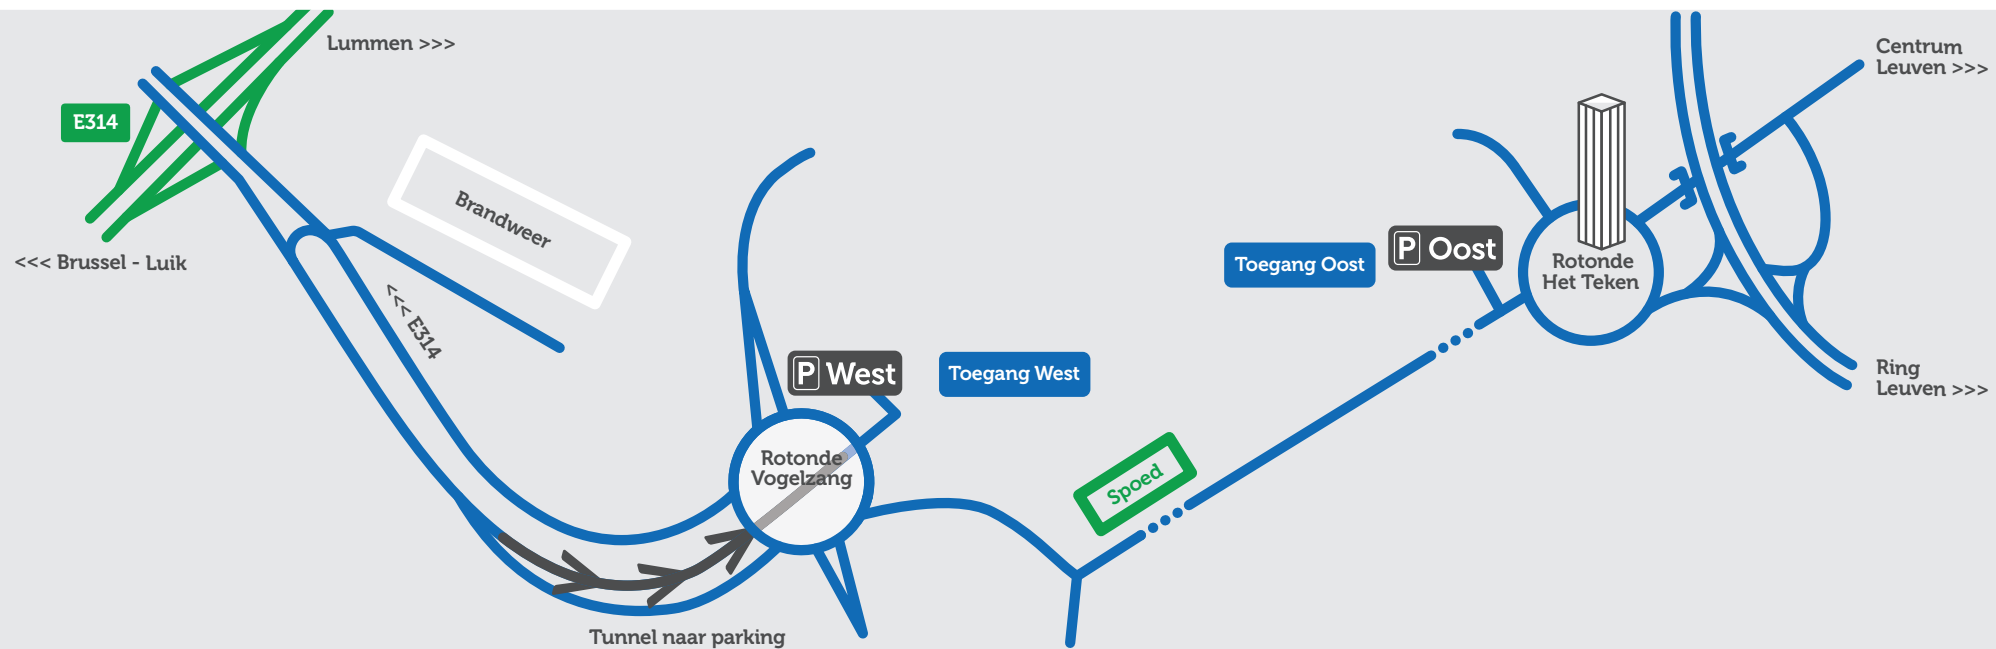 Lummen >>>
Centrum
Leuven >>>
E314
Brandweer
<<< Brussel - Luik
<<< E314
P West
Toegang West
Toegang Oost
P Oost
Rotonde
Het Teken
Ring
Leuven >>>
Rotonde
Vogelzang
Spoed
Tunnel naar parking